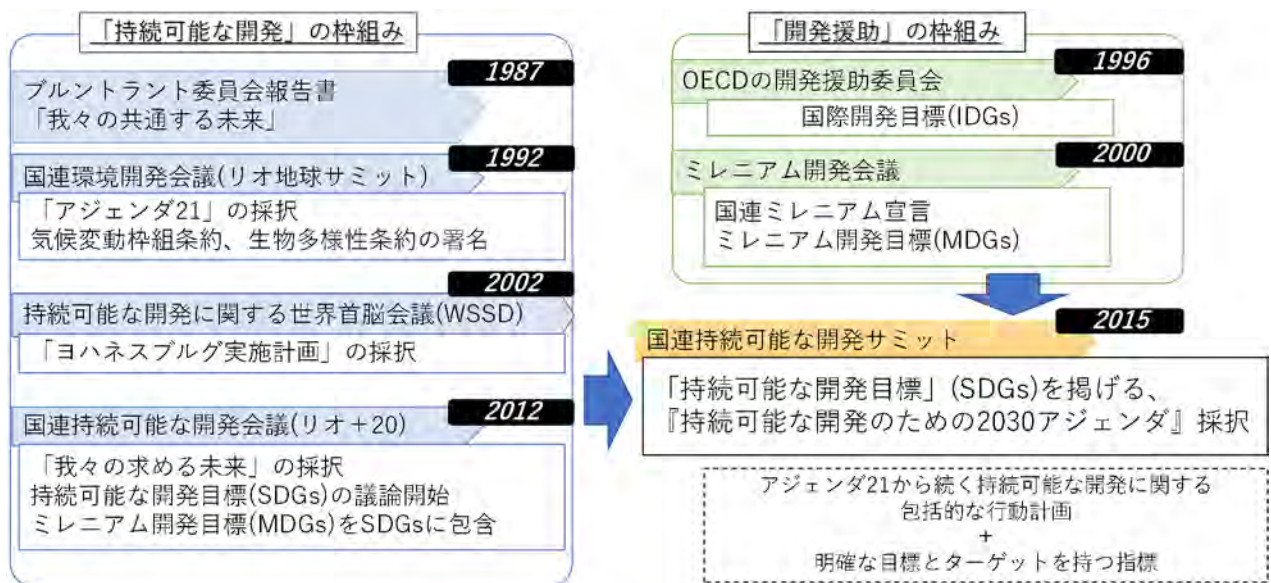 「持続可能な開発」の枠組み
1987
ブルントラント委員会報告書
「我々の共通する未来」
1992
国連環境開発会議(リオ地球サミット)
「アジェンダ21」の採択
気候変動枠組条約、生物多様性条約の署名
2002
持続可能な開発に関する世界首脳会議(WSSD)
「ヨハネスブルグ実施計画」の採択
2012
国連持続可能な開発会議(リオ+20)
「我々の求める未来」の採択
持続可能な開発目標(SDGs)の議論開始
ミレニアム開発目標(MDGs)をSDGsに包含
「開発援助」の枠組み
1996
OECDの開発援助委員会
国際開発目標(IDGs)
2000
ミレニアム開発会議
国連ミレニアム宣言
ミレニアム開発目標(MDGs)
2015
国連持続可能な開発サミット
「持続可能な開発目標」(SDGs)を掲げる、
『持続可能な開発のための2030アジェンダ』採択
アジェンダ21から続く持続可能な開発に関する
包括的な行動計画
+
明確な目標とターゲットを持つ指標